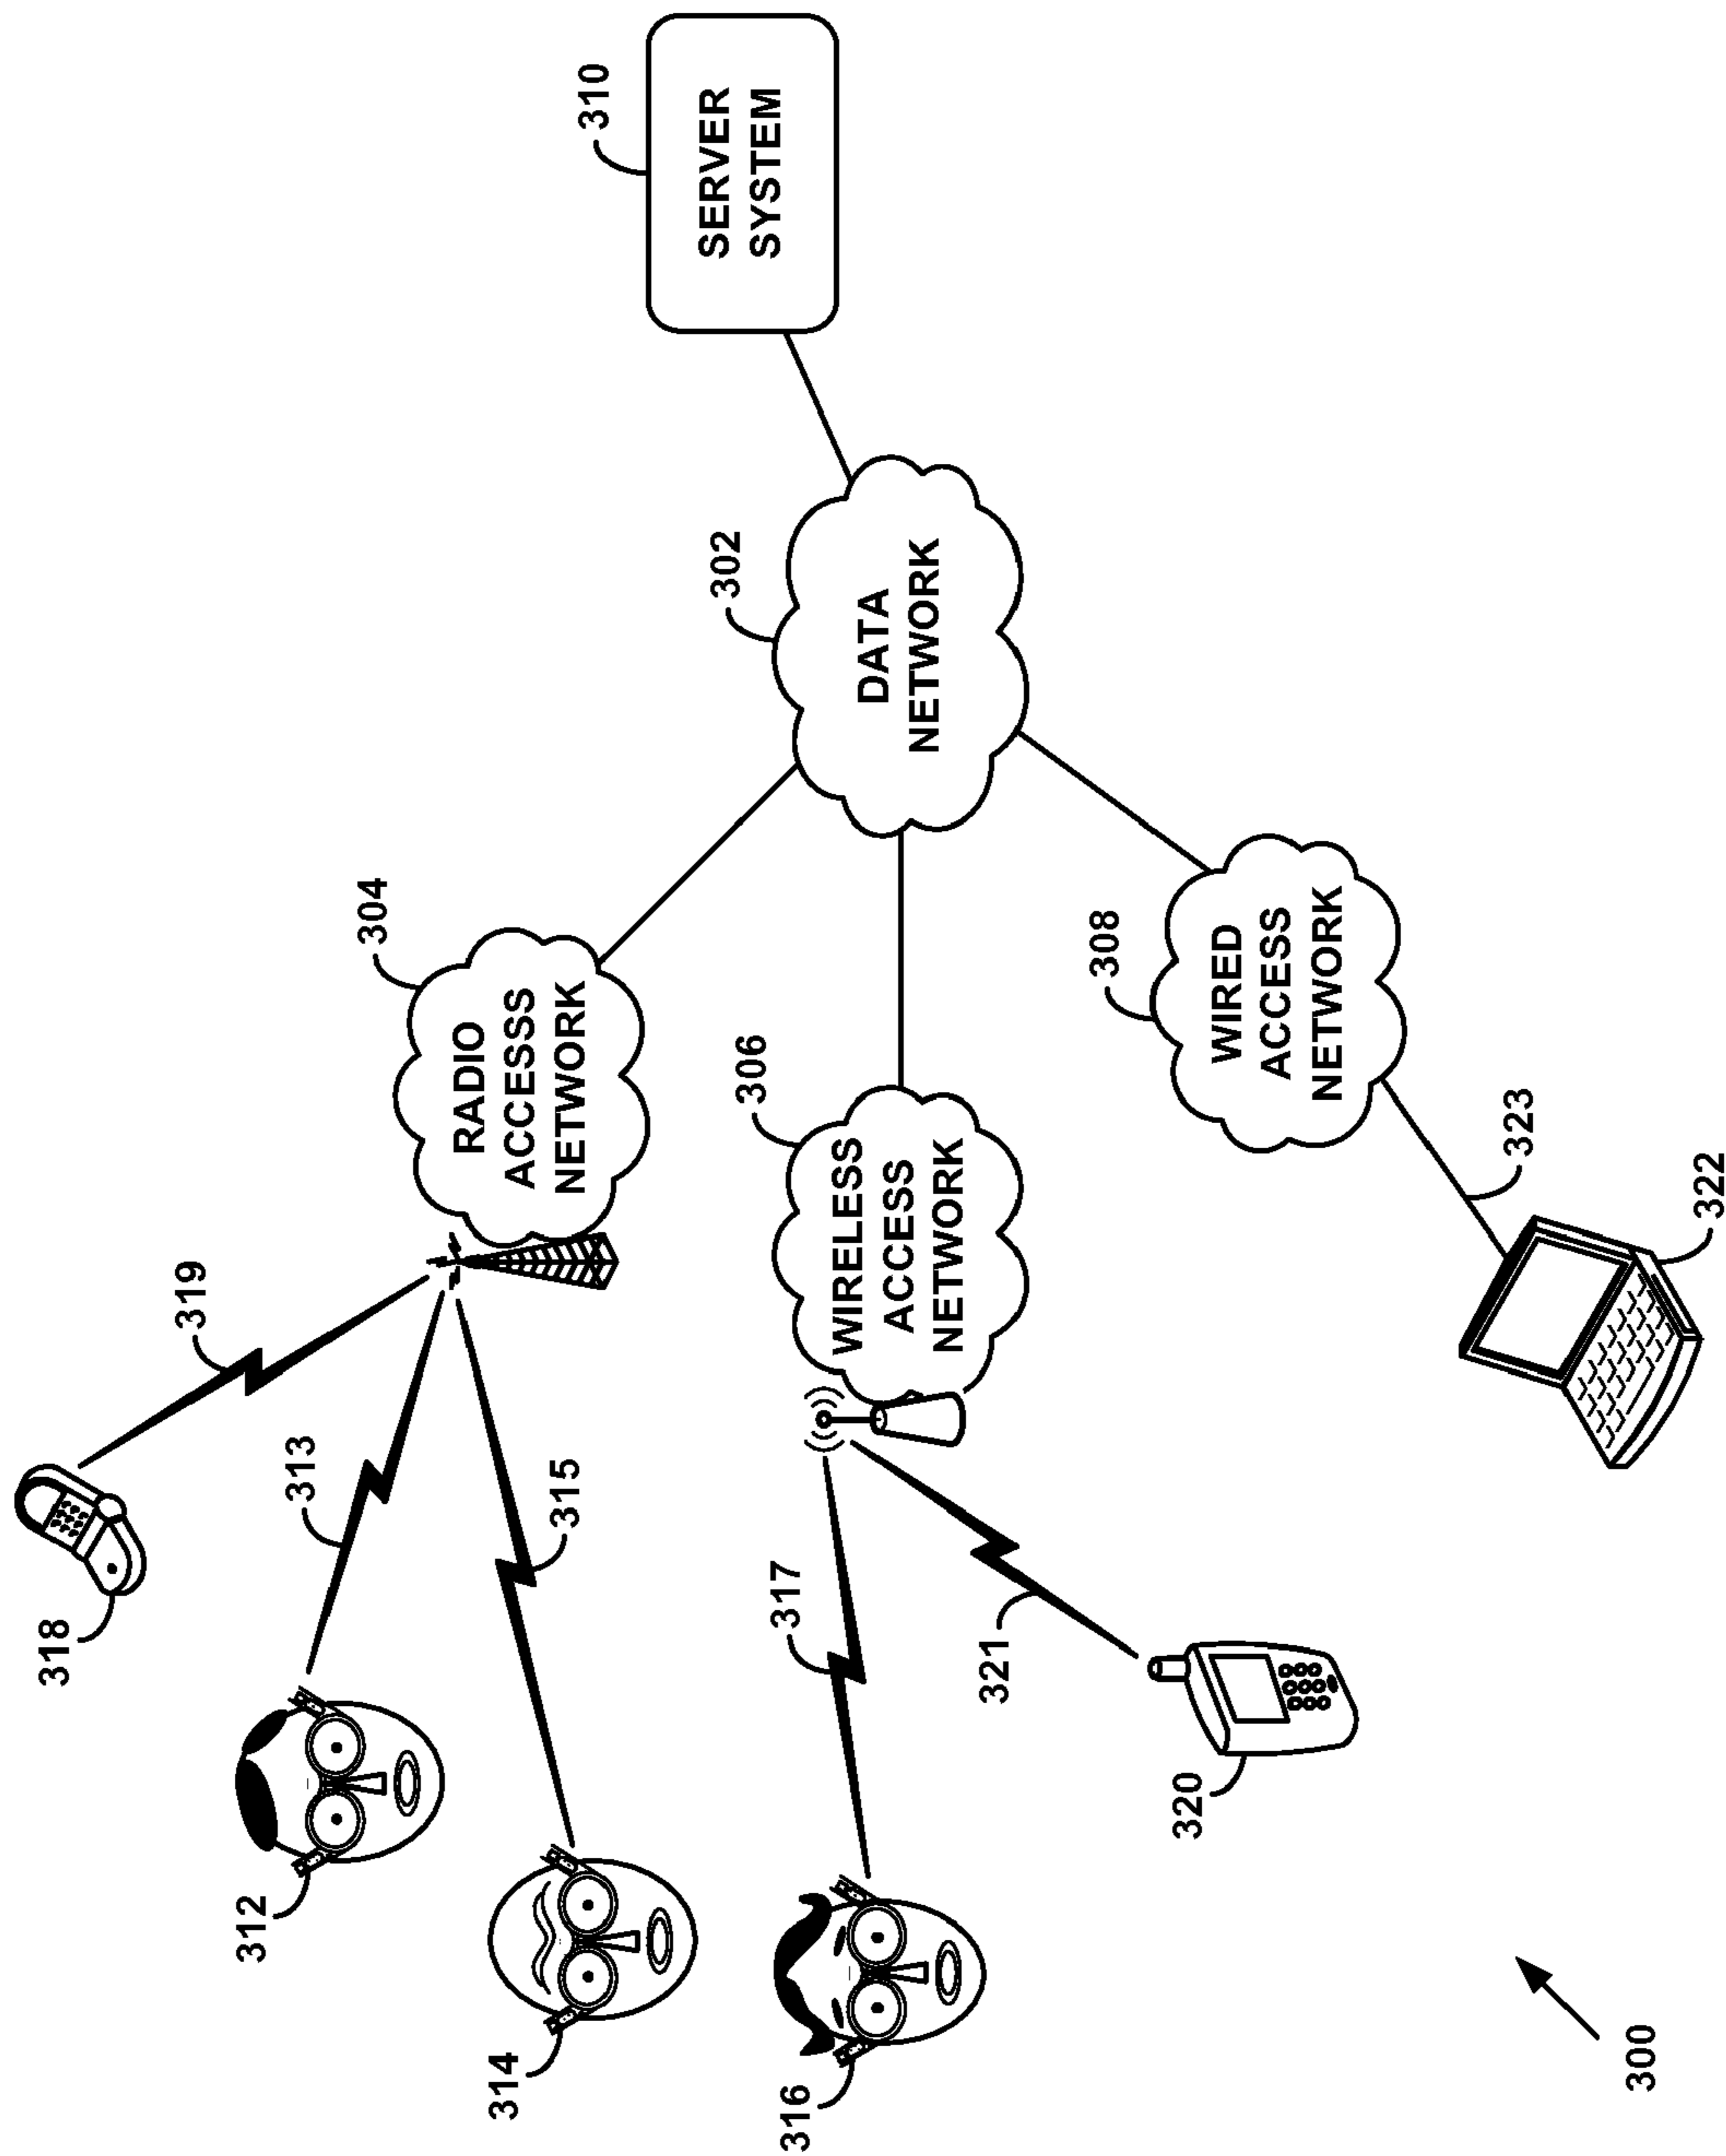 318
319
312
313
304
RADIO
ACCESSS
NETWORK
314
315
310
SERVER
SYSTEM
302
DATA
NETWORK
306
WIRELESS
ACCESS
NETWORK
317
316
321
308
WIRED
ACCESS
NETWORK
320
323
300
322